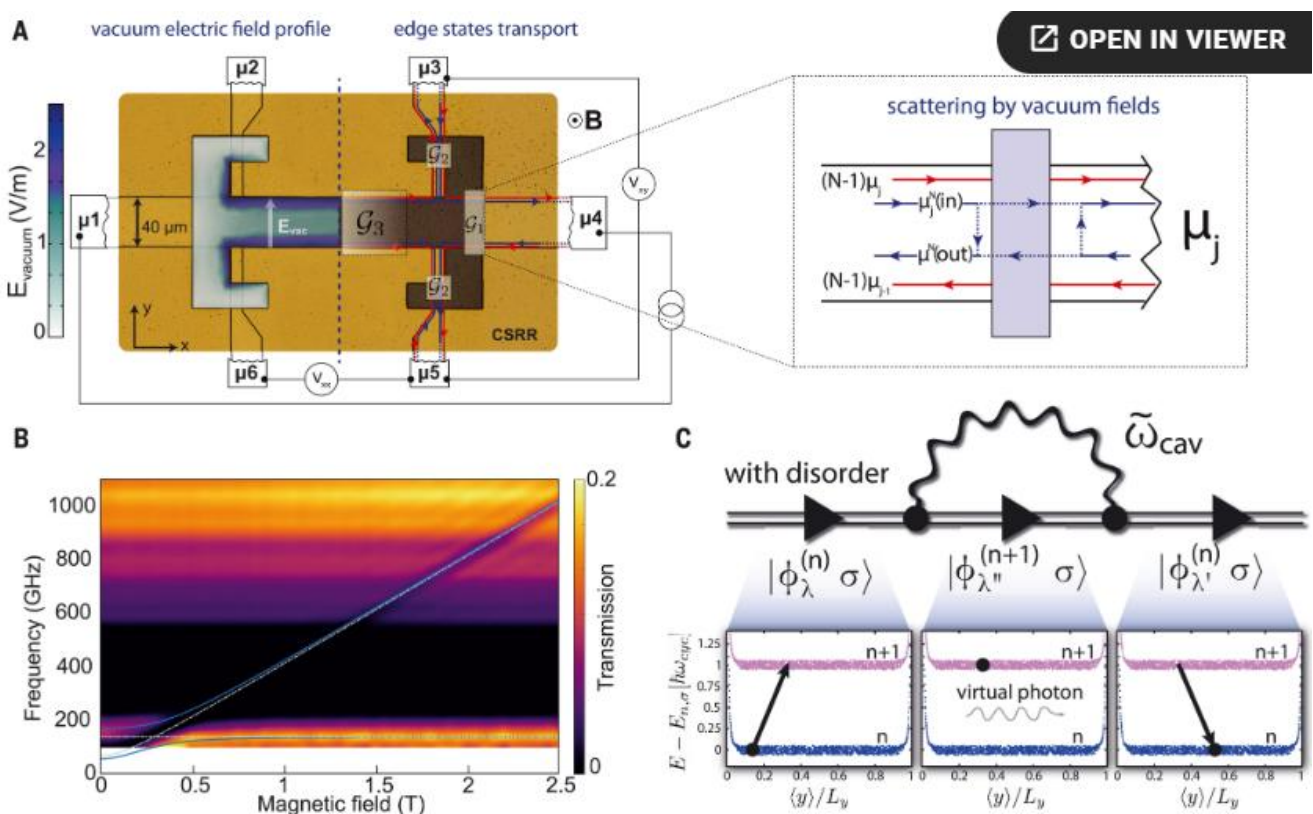 OPEN IN VIEWER
A
vacuum electric field profile
edge states transport
μ2
μ3
⊙B
E_vacuum (V/m)
2
1
0
μ1
40 μm
E_vac
𝒢3
𝒢2
𝒢1
𝒢2
μ4
V_xy
y
x
CSRR
μ6
V_xx
μ5
scattering by vacuum fields
(N-1)μ_j
μ_j^N(in)
μ^N(out)
(N-1)μ_j-1
μ_j
B
Frequency (GHz)
1000
800
600
400
200
0
0 0.5 1 1.5 2 2.5
Magnetic field (T)
0.2
Transmission
0
C
with disorder
ω̃_cav
|ϕ_λ^(n) σ⟩
|ϕ_λ''^(n+1) σ⟩
|ϕ_λ'^(n) σ⟩
E − E_n,σ [ℏω_cyc]
1.25
1
0.75
0.5
0.25
0
n+1
n
n+1
virtual photon
n
n+1
n
0 0.2 0.4 0.6 0.8 1
0 0.2 0.4 0.6 0.8 1
0 0.2 0.4 0.6 0.8 1
⟨y⟩/L_y
⟨y⟩/L_y
⟨y⟩/L_y